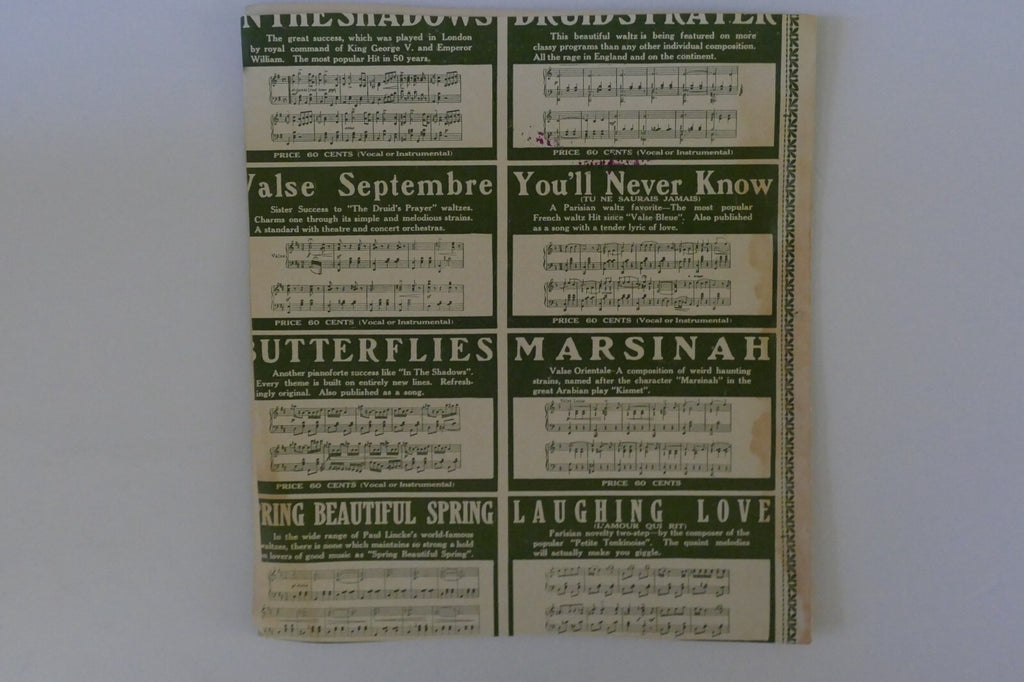 IN THE SHADOWS
The great success, which was played in London
by royal command of King George V. and Emperor
William. The most popular Hit in 50 years.
PRICE 60 CENTS (Vocal or Instrumental)
DRUIDS PRAYER
This beautiful waltz is being featured on more
classy programs than any other individual composition.
All the rage in England and on the continent.
PRICE 60 CENTS (Vocal or Instrumental)
Valse Septembre
Sister Success to "The Druid's Prayer" waltzes.
Charms one through its simple and melodious strains.
A standard with theatre and concert orchestras.
Valse
PRICE 60 CENTS (Vocal or Instrumental)
You'll Never Know
(TU NE SAURAIS JAMAIS)
A Parisian waltz favorite—The most popular
French waltz Hit since "Valse Bleue". Also published
as a song with a tender lyric of love.
PRICE 60 CENTS (Vocal or Instrumental)
BUTTERFLIES
Another pianoforte success like "In The Shadows".
Every theme is built on entirely new lines. Refresh-
ingly original. Also published as a song.
PRICE 60 CENTS (Vocal or Instrumental)
MARSINAH
Valse Orientale-A composition of weird haunting
strains, named after the character "Marsinah" in the
great Arabian play "Kismet".
Valse Lente
PRICE 60 CENTS
RING BEAUTIFUL SPRING
In the wide range of Paul Lincke's world-famous
waltzes, there is none which maintains so strong a hold
on lovers of good music as "Spring Beautiful Spring".
LAUGHING LOVE
(L'AMOUR QUI RIT)
Parisian novelty two-step—by the composer of the
popular "Petite Tonkinoise". The quaint melodies
will actually make you giggle.